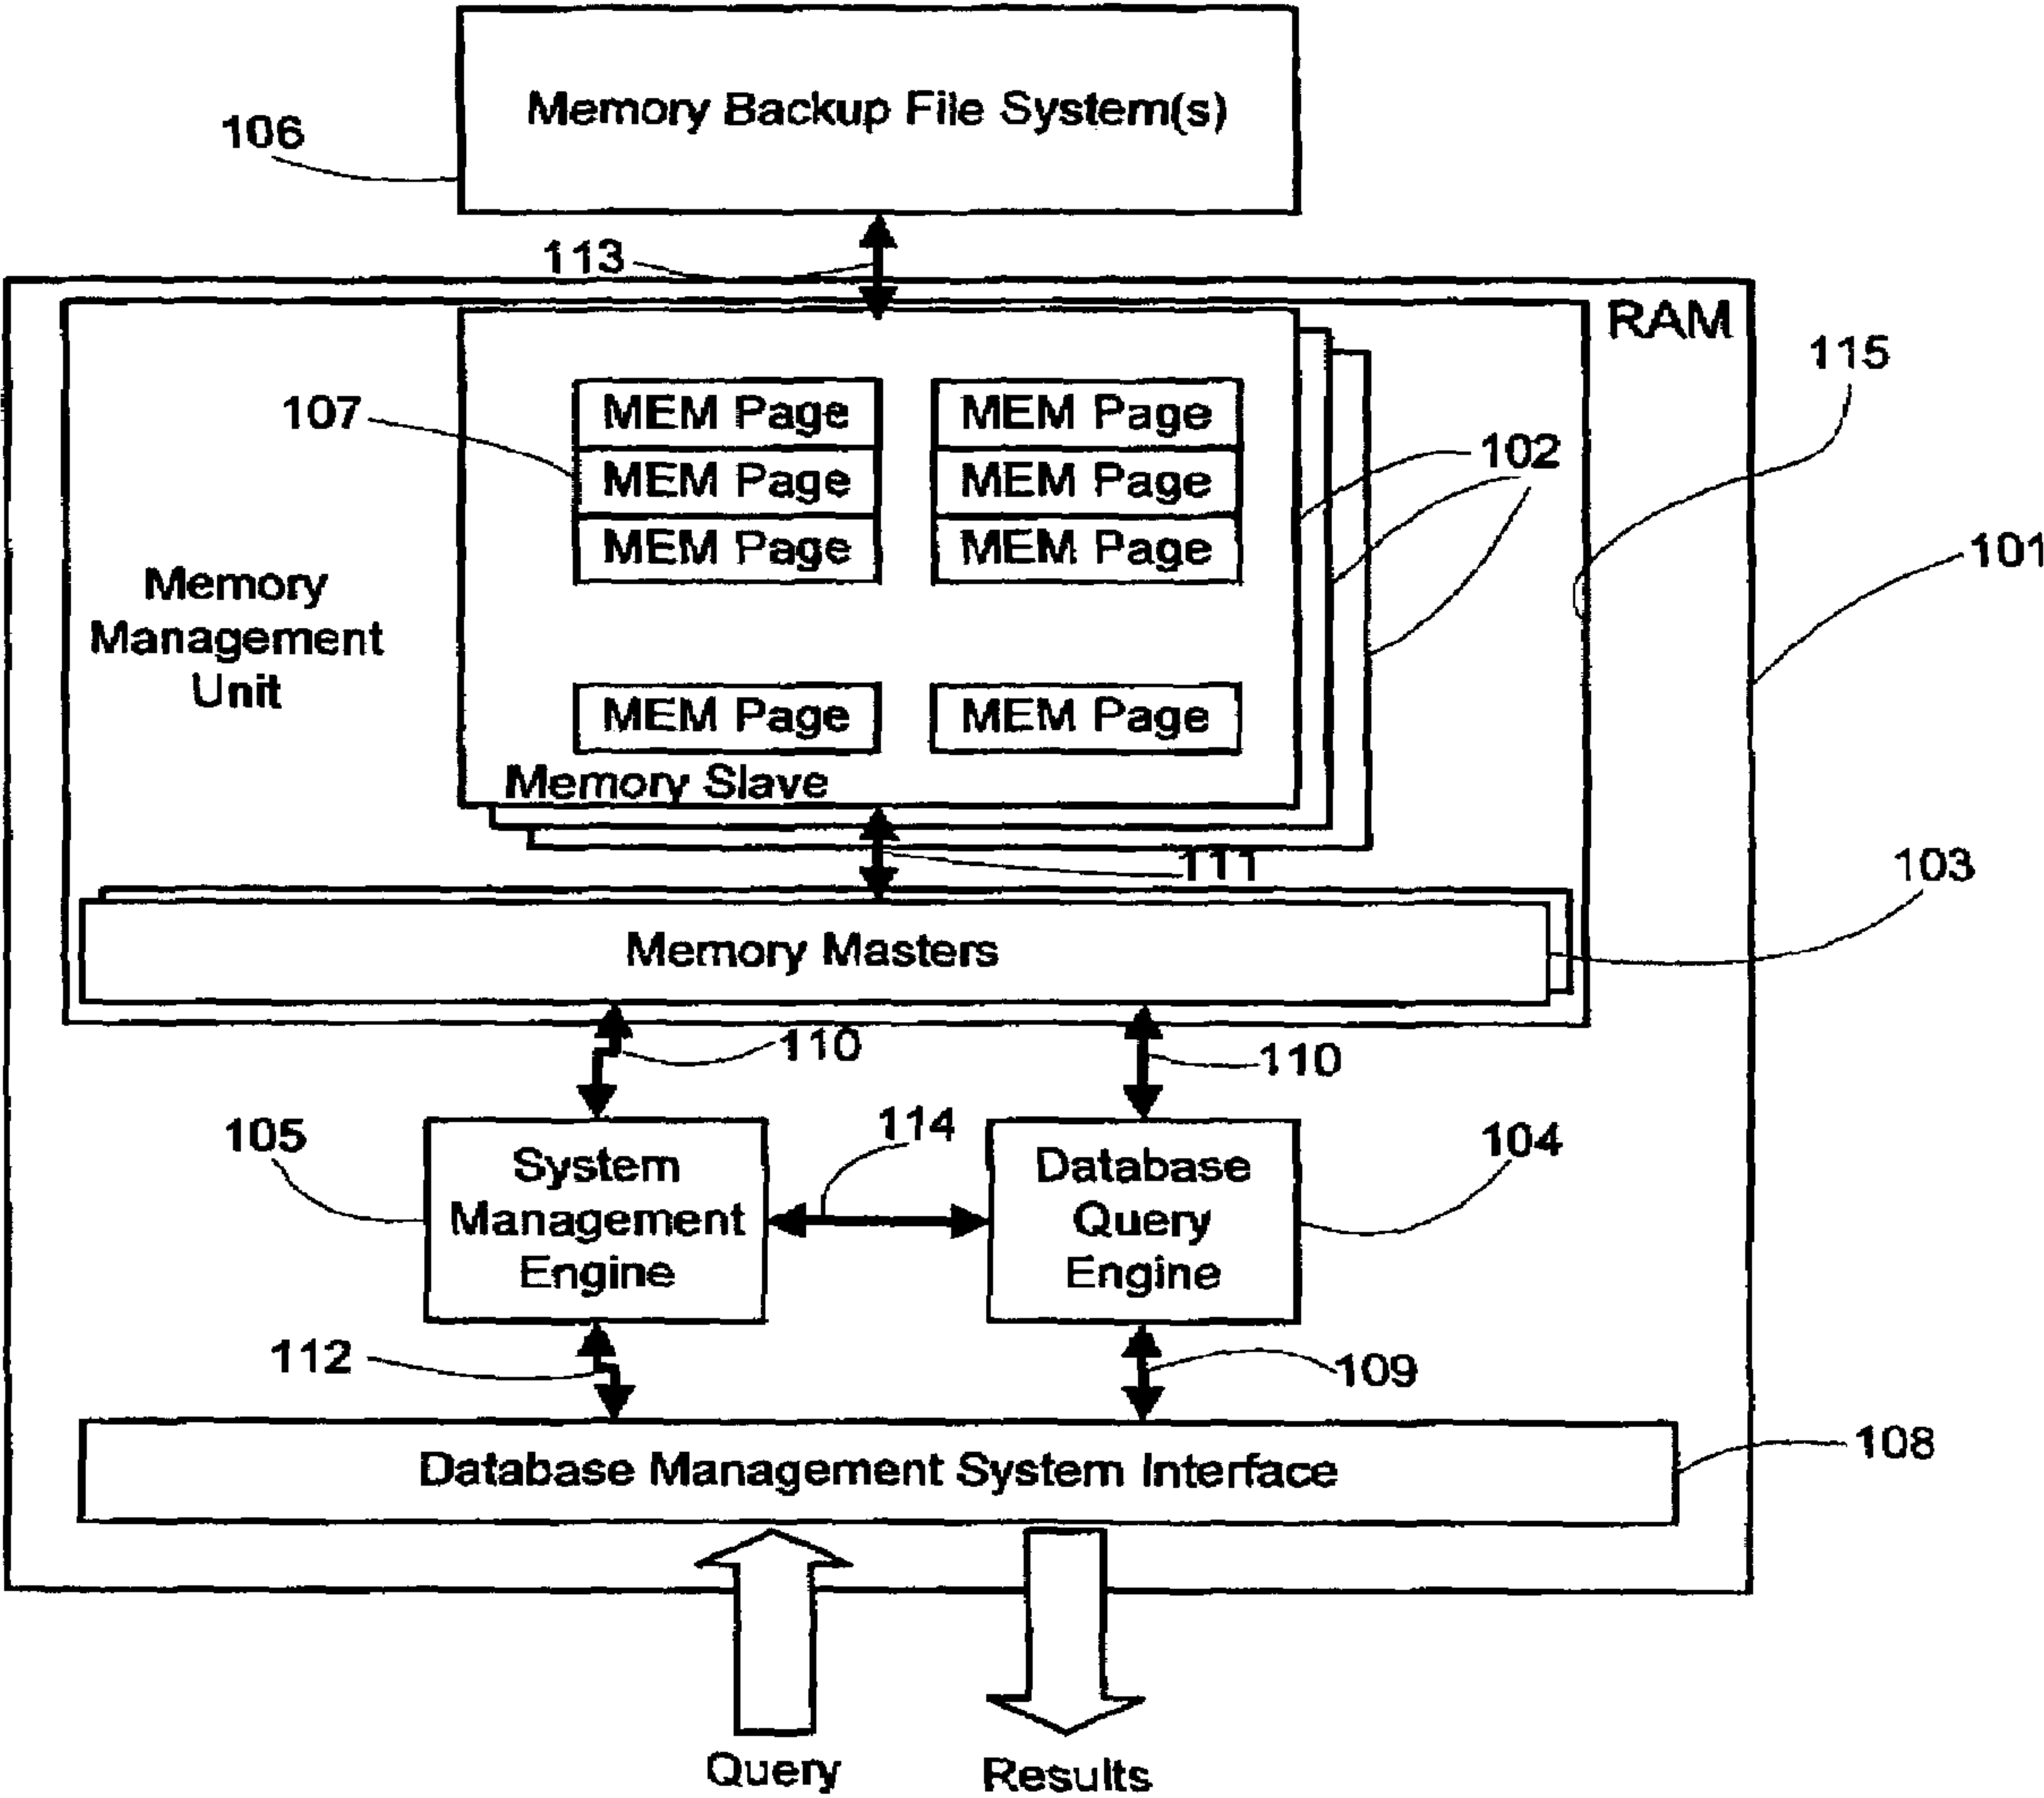 Memory Backup File System(s)
106
113
RAM
115
107
MEM Page
MEM Page
102
MEM Page
MEM Page
MEM Page
MEM Page
101
Memory
Management
Unit
MEM Page
MEM Page
Memory Slave
111
103
Memory Masters
110
110
105
114
104
System
Management
Engine
Database
Query
Engine
112
109
Database Management System Interface
108
Query
Results